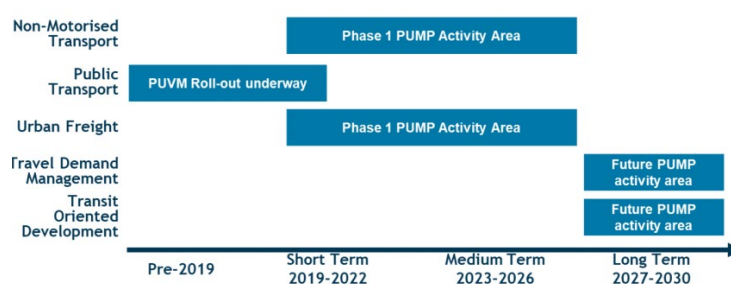 Non-Motorised
Transport
Phase 1 PUMP Activity Area
Public
Transport
PUVM Roll-out underway
Urban Freight
Phase 1 PUMP Activity Area
Travel Demand
Management
Future PUMP
activity area
Transit
Oriented
Development
Future PUMP
activity area
Pre-2019
Short Term
2019-2022
Medium Term
2023-2026
Long Term
2027-2030